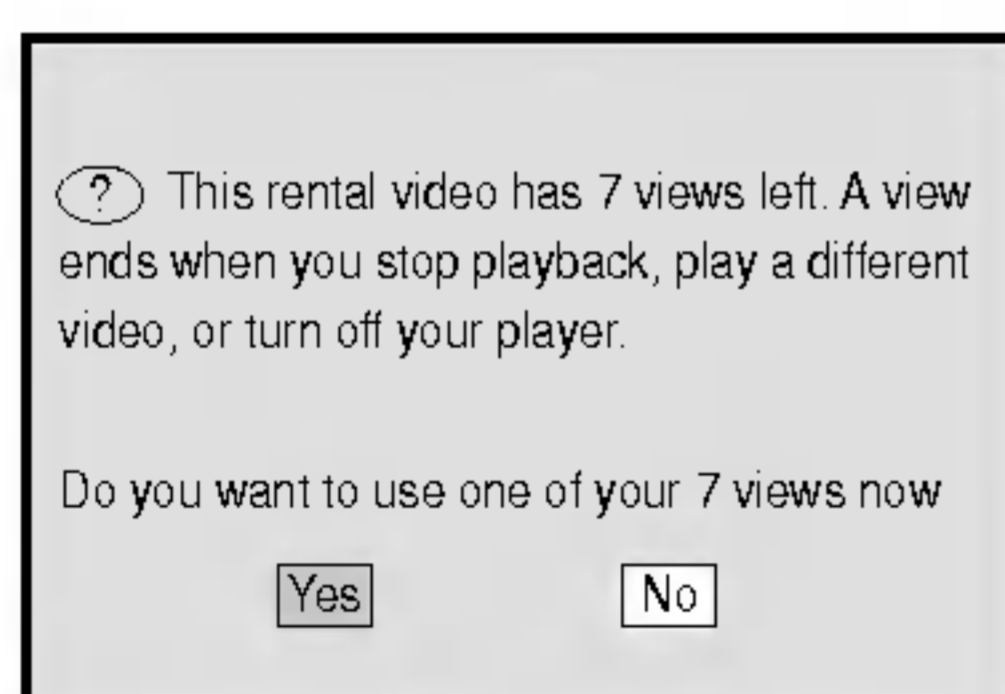 ? This rental video has 7 views left. A view
ends when you stop playback, play a different
video, or turn off your player.
Do you want to use one of your 7 views now
Yes No